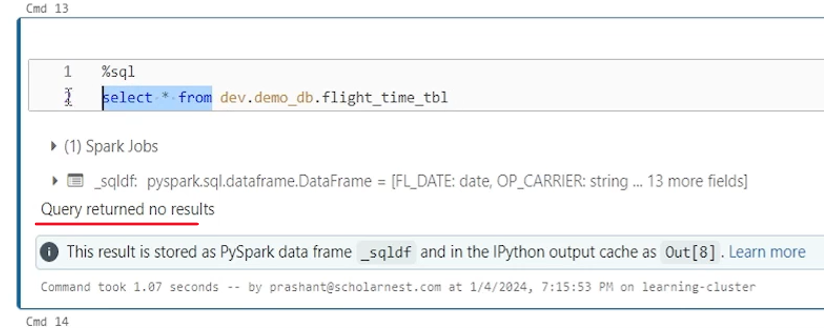 Cmd 13
1 %sql
2 select * from dev.demo_db.flight_time_tbl
(1) Spark Jobs
_sqldf: pyspark.sql.dataframe.DataFrame = [FL_DATE: date, OP_CARRIER: string ... 13 more fields]
Query returned no results
This result is stored as PySpark data frame _sqldf and in the IPython output cache as Out[8]. Learn more
Command took 1.07 seconds -- by prashant@scholarnest.com at 1/4/2024, 7:15:53 PM on learning-cluster
Cmd 14